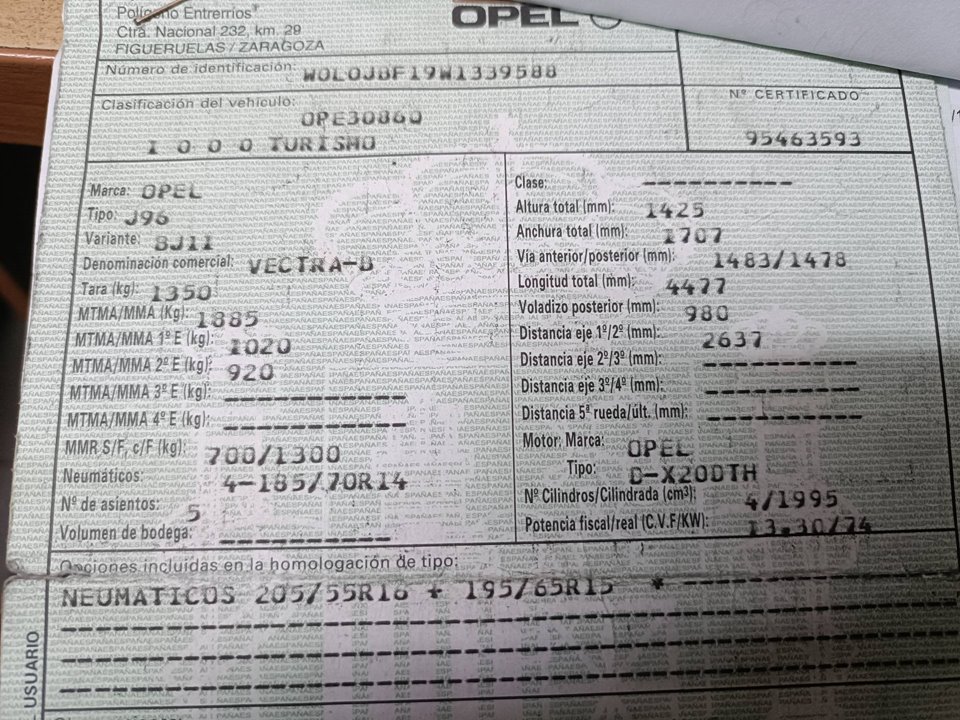 Polígono Entrerríos
OPEL
Ctra. Nacional 232, km. 29
FIGUERUELAS / ZARAGOZA
Número de identificación: W0L0JBF19W1339588
Clasificación del vehículo:
OPE30860
1 0 0 0 TURISMO
Nº CERTIFICADO
95463593
Marca: OPEL
Tipo: J96
Variante: BJ11
Denominación comercial: VECTRA-B
Tara (kg): 1350
MTMA/MMA (Kg): 1885
MTMA/MMA 1º E (kg): 1020
MTMA/MMA 2º E (kg): 920
MTMA/MMA 3º E (kg): ------------
MTMA/MMA 4º E (kg): ------------
MMR S/F, c/F (kg): 700/1300
Neumáticos: 4-185/70R14
Nº de asientos: 5
Volumen de bodega: -----------
Clase: ----------
Altura total (mm): 1425
Anchura total (mm): 1707
Vía anterior/posterior (mm): 1483/1478
Longitud total (mm): 4477
Voladizo posterior (mm): 980
Distancia eje 1º/2º (mm): 2637
Distancia eje 2º/3º (mm): ----------
Distancia eje 3º/4º (mm): ----------
Distancia 5ª rueda/últ. (mm): ----------
Motor: Marca: OPEL
Tipo: D-X20DTH
Nº Cilindros/Cilindrada (cm³): 4/1995
Potencia fiscal/real (C.V.F/KW): 13.30/74
Opciones incluidas en la homologación de tipo:
NEUMATICOS 205/55R16 + 195/65R15 *
USUARIO